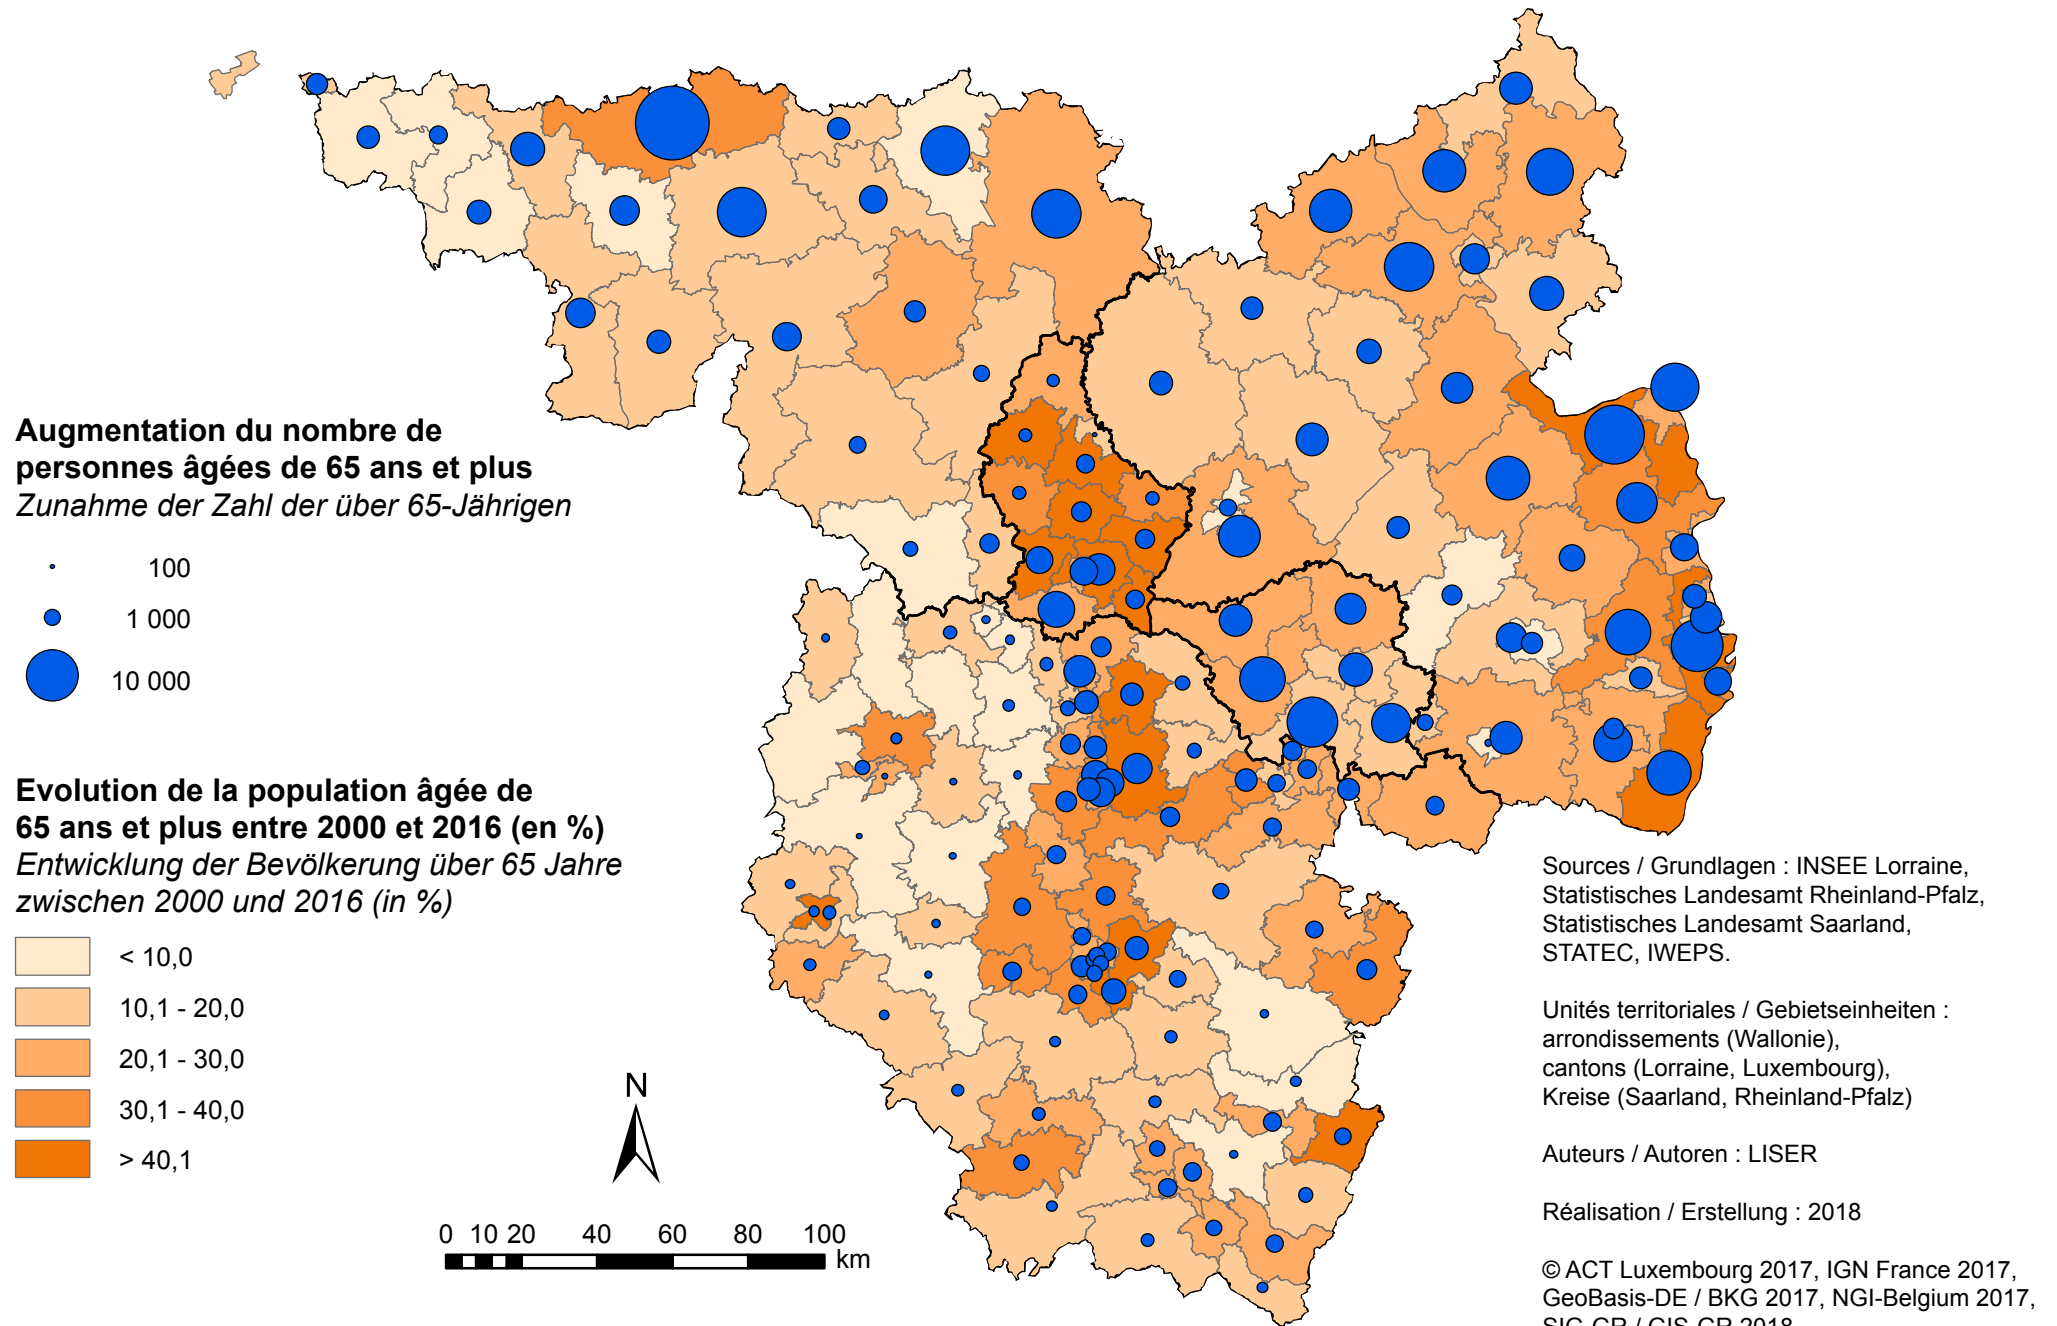 Augmentation du nombre de
personnes âgées de 65 ans et plus
Zunahme der Zahl der über 65-Jährigen
100
1 000
10 000
Evolution de la population âgée de
65 ans et plus entre 2000 et 2016 (en %)
Entwicklung der Bevölkerung über 65 Jahre
zwischen 2000 und 2016 (in %)
< 10,0
10,1 - 20,0
20,1 - 30,0
30,1 - 40,0
> 40,1
N
0 10 20 40 60 80 100
km
Sources / Grundlagen : INSEE Lorraine,
Statistisches Landesamt Rheinland-Pfalz,
Statistisches Landesamt Saarland,
STATEC, IWEPS.
Unités territoriales / Gebietseinheiten :
arrondissements (Wallonie),
cantons (Lorraine, Luxembourg),
Kreise (Saarland, Rheinland-Pfalz)
Auteurs / Autoren : LISER
Réalisation / Erstellung : 2018
© ACT Luxembourg 2017, IGN France 2017,
GeoBasis-DE / BKG 2017, NGI-Belgium 2017,
SIG-GR / GIS-GR 2018